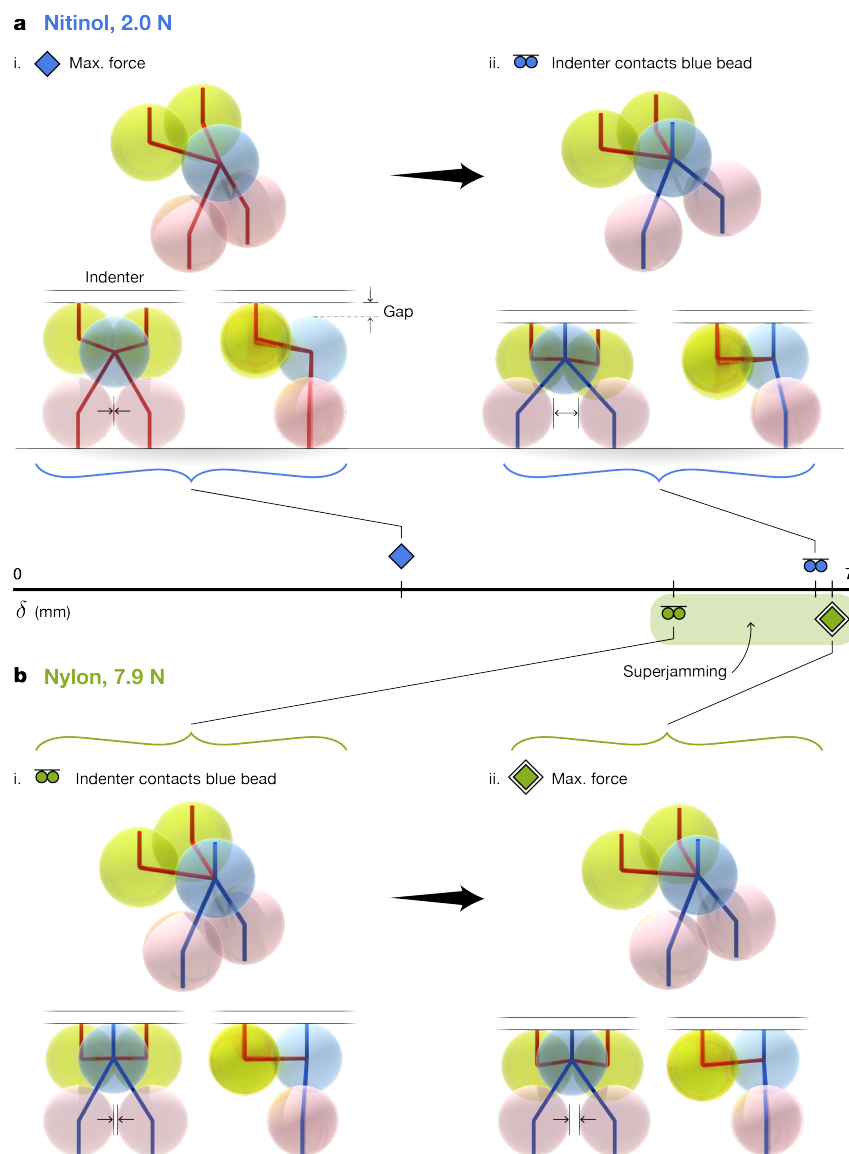 a Nitinol, 2.0 N
i. Max. force
ii. Indenter contacts blue bead
Indenter
Gap
0
7
δ (mm)
Superjamming
b Nylon, 7.9 N
i. Indenter contacts blue bead
ii. Max. force